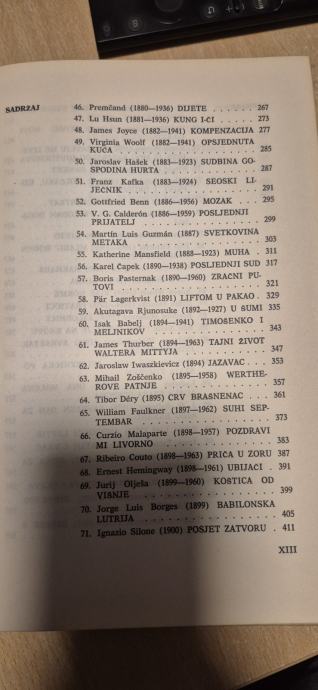 SADRŽAJ
46. Premčand (1880—1936) DIJETE . . . . . . 267
47. Lu Hsun (1881—1936) KUNG I-ČI . . . . 273
48. James Joyce (1882—1941) KOMPENZACIJA 277
49. Virginia Woolf (1882—1941) OPSJEDNUTA
KUĆA . . . . . . . . . . . . . . . 285
50. Jaroslav Hašek (1883—1923) SUDBINA GO-
SPODINA HURTA . . . . . . . . . . . 287
51. Franz Kafka (1883—1924) SEOSKI LI-
JEČNIK . . . . . . . . . . . . . . 291
52. Gottfried Benn (1886—1956) MOZAK . . . 295
53. V. G. Calderón (1886—1959) POSLJEDNJI
PRIJATELJ . . . . . . . . . . . . . 299
54. Martin Luis Guzmán (1887) SVETKOVINA
METAKA . . . . . . . . . . . . . . 303
55. Katherine Mansfield (1888—1923) MUHA . 311
56. Karel Čapek (1890—1938) POSLJEDNJI SUD 317
57. Boris Pasternak (1890—1960) ZRAČNI PU-
TOVI . . . . . . . . . . . . . . . 321
58. Pär Lagerkvist (1891) LIFTOM U PAKAO . 329
59. Akutagava Rjunosuke (1892—1927) U ŠUMI 335
60. Isak Babelj (1894—1941) TIMOŠENKO I
MELJNIKOV . . . . . . . . . . . . . 343
61. James Thurber (1894—1963) TAJNI ŽIVOT
WALTERA MITTYJA . . . . . . . . . . 347
62. Jaroslaw Iwaszkiewicz (1894) JAZAVAC . . 353
63. Mihail Zoščenko (1895—1958) WERTHE-
ROVE PATNJE . . . . . . . . . . . . 357
64. Tibor Déry (1895) CRV BRAŠNENAC . . 361
65. William Faulkner (1897—1962) SUHI SEP-
TEMBAR . . . . . . . . . . . . . . 373
66. Curzio Malaparte (1898—1957) POZDRAVI
MI LIVORNO . . . . . . . . . . . . 383
67. Ribeiro Couto (1898—1963) PRIČA U ZORU 387
68. Ernest Hemingway (1898—1961) UBIJAČI . 391
69. Jurij Olješa (1899—1960) KOŠTICA OD
VIŠNJE . . . . . . . . . . . . . . 399
70. Jorge Luis Borges (1899) BABILONSKA
LUTRIJA . . . . . . . . . . . . . . 405
71. Ignazio Silone (1900) POSJET ZATVORU . 411
XIII